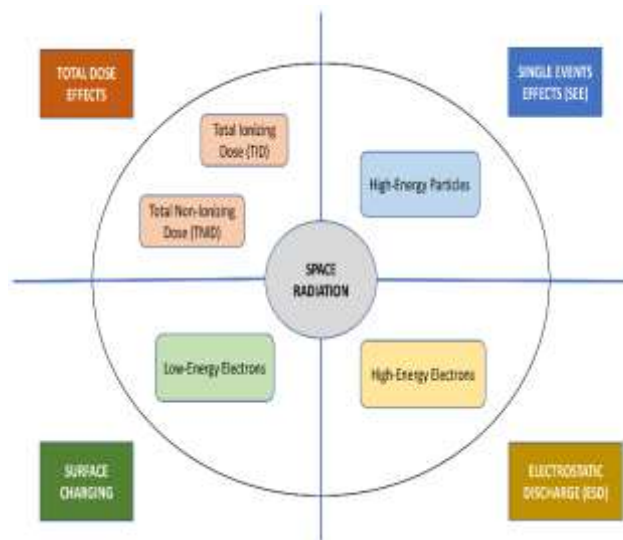 TOTAL DOSE
EFFECTS
SINGLE EVENTS
EFFECTS (SEE)
Total Ionizing
Dose (TID)
High-Energy Particles
Total Non-Ionizing
Dose (TNID)
SPACE
RADIATION
Low-Energy Electrons
High-Energy Electrons
SURFACE
CHARGING
ELECTROSTATIC
DISCHARGE (ESD)